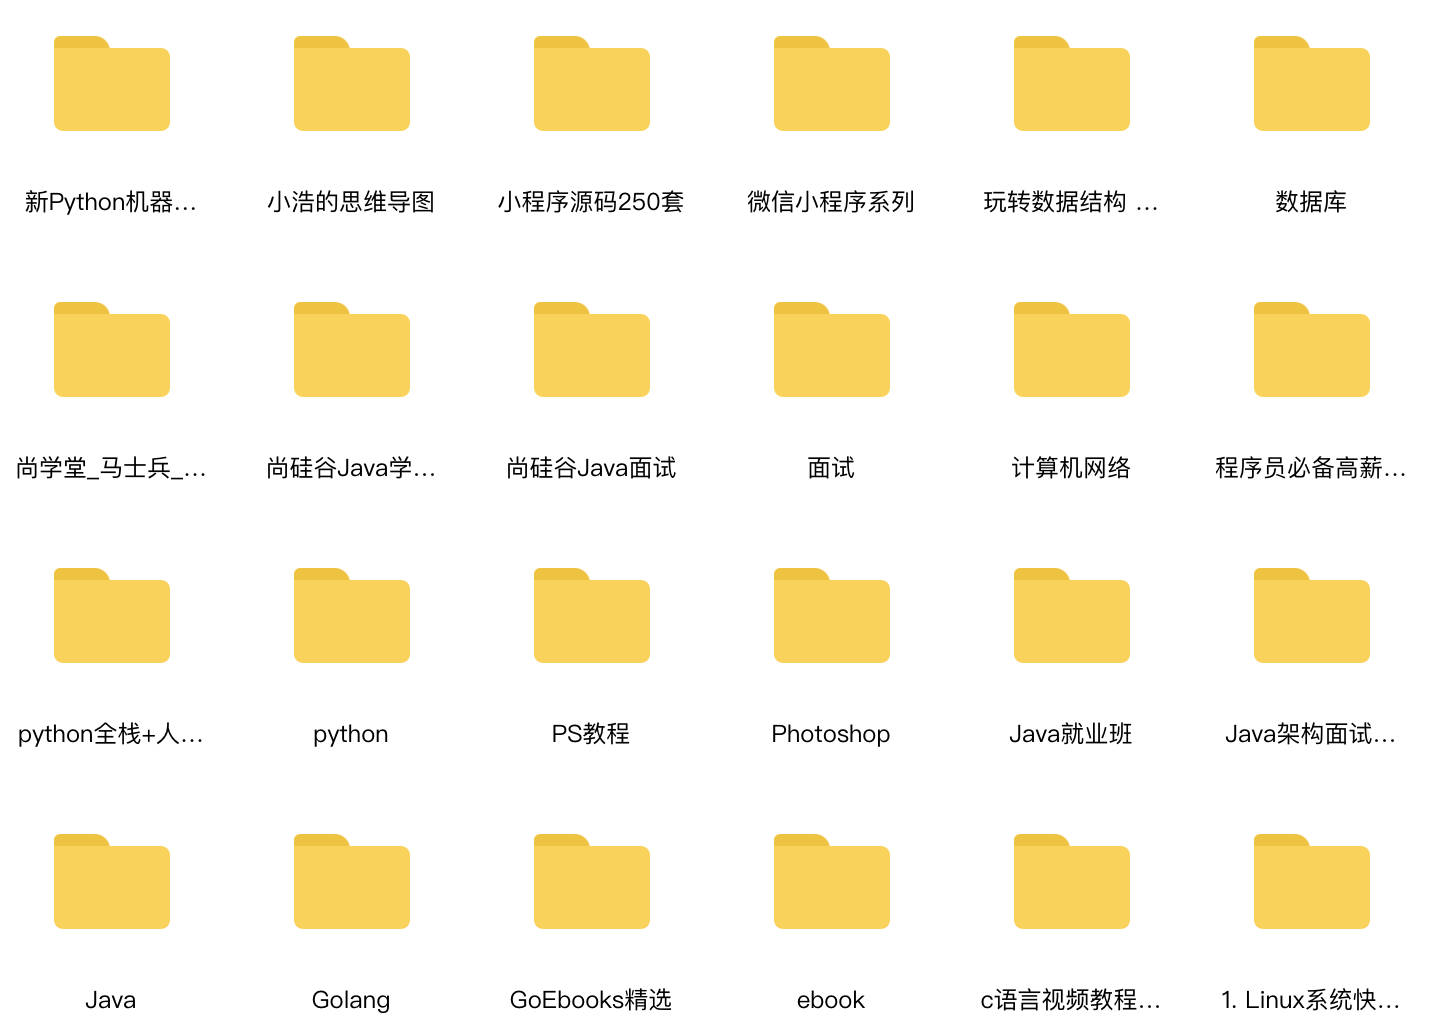 新Python机器...
小浩的思维导图
小程序源码250套
微信小程序系列
玩转数据结构 ...
数据库
尚学堂_马士兵_...
尚硅谷Java学...
尚硅谷Java面试
面试
计算机网络
程序员必备高薪...
python全栈+人...
python
PS教程
Photoshop
Java就业班
Java架构面试...
Java
Golang
GoEbooks精选
ebook
c语言视频教程...
1. Linux系统快...